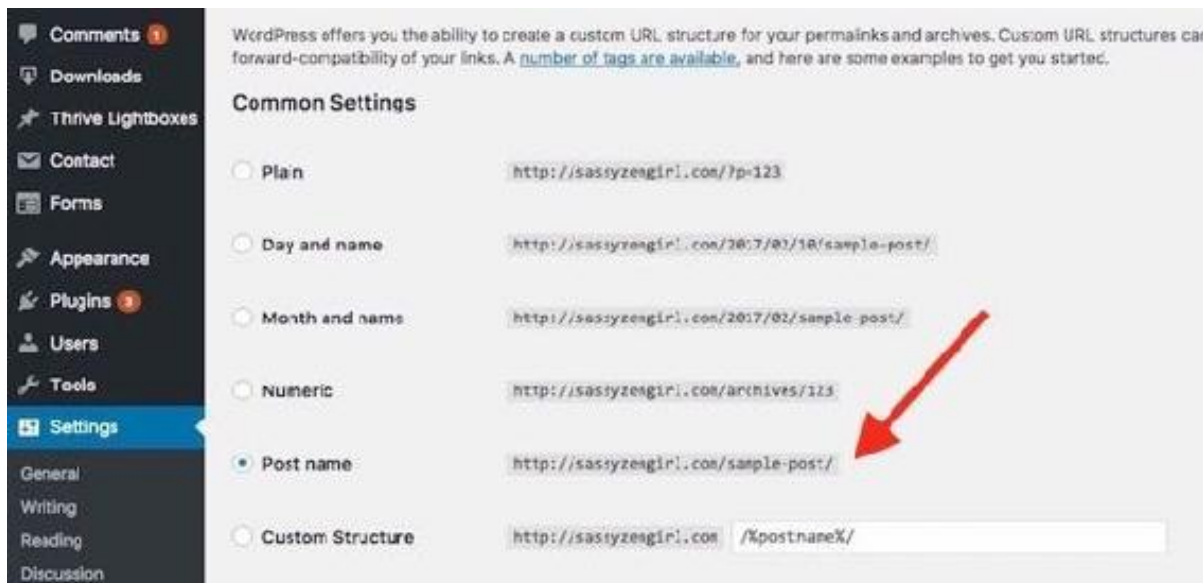 Comments 1
Downloads
Thrive Lightboxes
Contact
Forms
Appearance
Plugins 3
Users
Tools
Settings
General
Writing
Reading
Discussion
WordPress offers you the ability to create a custom URL structure for your permalinks and archives. Custom URL structures can
forward-compatibility of your links. A number of tags are available, and here are some examples to get you started.
Common Settings
Plain http://sassyzengirl.com/?p=123
Day and name http://sassyzengirl.com/2017/02/10/sample-post/
Month and name http://sassyzengirl.com/2017/02/sample-post/
Numeric http://sassyzengirl.com/archives/123
Post name http://sassyzengirl.com/sample-post/
Custom Structure http://sassyzengirl.com /%postname%/